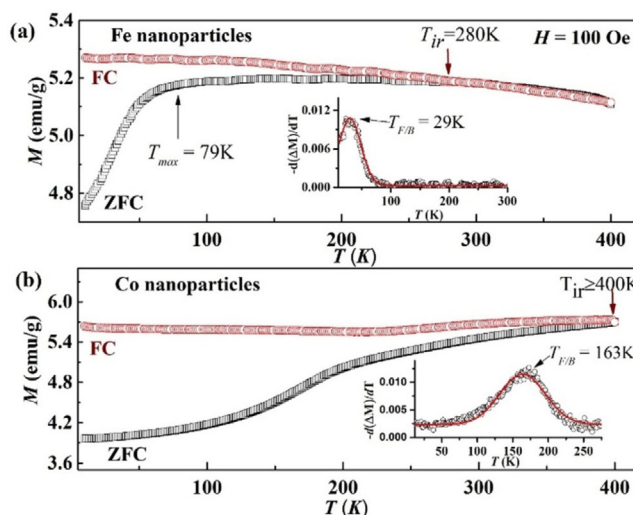 (a)
Fe nanoparticles
T_ir=280K
H = 100 Oe
FC
ZFC
T_max = 79K
M (emu/g)
5.4
5.2
5.0
4.8
100
200
300
400
T (K)
T_F/B = 29K
-d(ΔM)/dT
0.012
0.006
0.000
0
100
200
300
T (K)
(b)
Co nanoparticles
T_ir≥400K
FC
ZFC
M (emu/g)
6.0
5.4
4.8
4.2
3.6
100
200
300
400
T (K)
T_F/B = 163K
-d(ΔM)/dT
0.010
0.005
0.000
50
100
150
200
250
T (K)